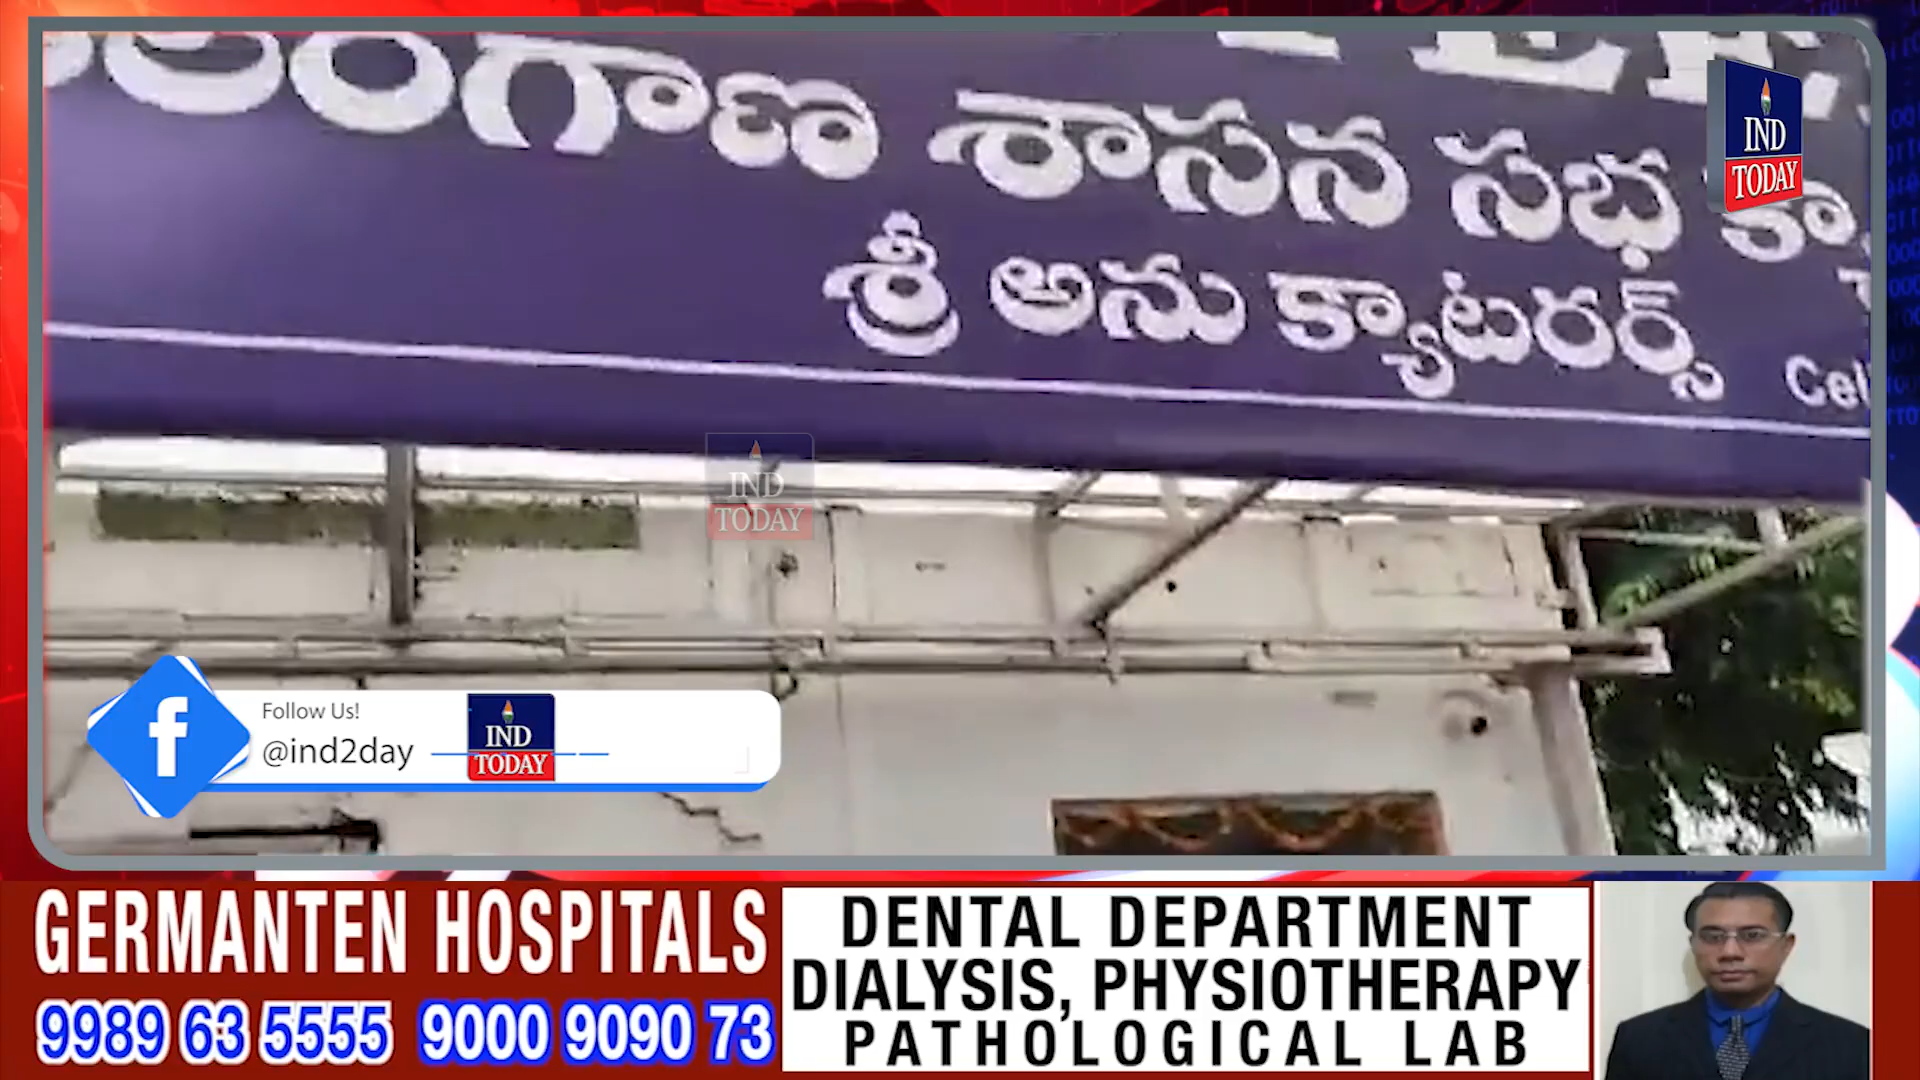 తెలంగాణ శాసన సభ
శ్రీ అను క్యాటరర్స్
Cel
IND
TODAY
IND
TODAY
Follow Us!
@ind2day
IND
TODAY
GERMANTEN HOSPITALS
9989 63 5555 9000 9090 73
DENTAL DEPARTMENT
DIALYSIS, PHYSIOTHERAPY
PATHOLOGICAL LAB